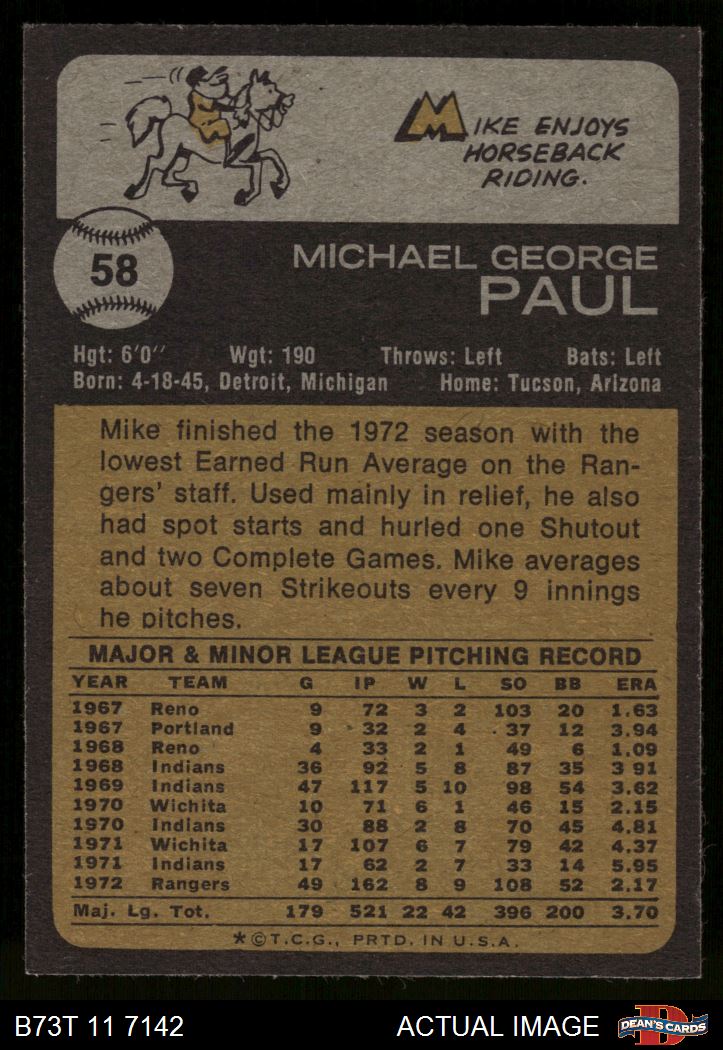 MIKE ENJOYS
HORSEBACK
RIDING.
58
MICHAEL GEORGE
PAUL
Hgt: 6'0" Wgt: 190 Throws: Left Bats: Left
Born: 4-18-45, Detroit, Michigan Home: Tucson, Arizona
Mike finished the 1972 season with the
lowest Earned Run Average on the Ran-
gers' staff. Used mainly in relief, he also
had spot starts and hurled one Shutout
and two Complete Games. Mike averages
about seven Strikeouts every 9 innings
he pitches.
MAJOR & MINOR LEAGUE PITCHING RECORD
YEAR TEAM G IP W L SO BB ERA
1967 Reno 9 72 3 2 103 20 1.63
1967 Portland 9 32 2 4 37 12 3.94
1968 Reno 4 33 2 1 49 6 1.09
1968 Indians 36 92 5 8 87 35 3 91
1969 Indians 47 117 5 10 98 54 3.62
1970 Wichita 10 71 6 1 46 15 2.15
1970 Indians 30 88 2 8 70 45 4.81
1971 Wichita 17 107 6 7 79 42 4.37
1971 Indians 17 62 2 7 33 14 5.95
1972 Rangers 49 162 8 9 108 52 2.17
Maj. Lg. Tot. 179 521 22 42 396 200 3.70
*©T.C.G., PRTD. IN U.S.A.
B73T 11 7142 ACTUAL IMAGE D DEAN'S CARDS